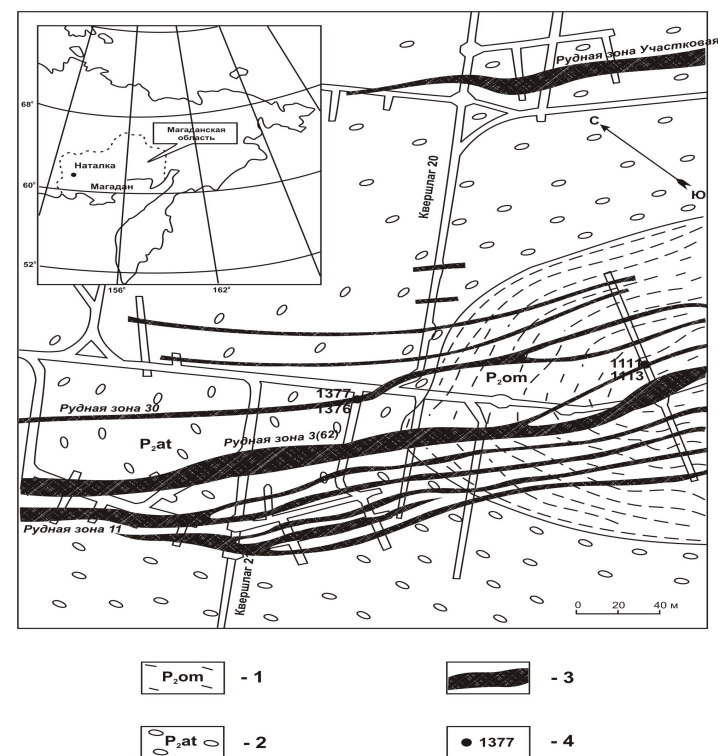 68°
60°
52°
156°
162°
Магаданская
область
Наталка
Магадан
Рудная зона Участковая
С
Ю
Квершлаг 20
P₂om
1111
1113
1377
1376
Рудная зона 30
P₂at
Рудная зона 3(62)
Рудная зона 11
Квершлаг 2
0 20 40 м
P₂om - 1
- 3
P₂at - 2
1377 - 4